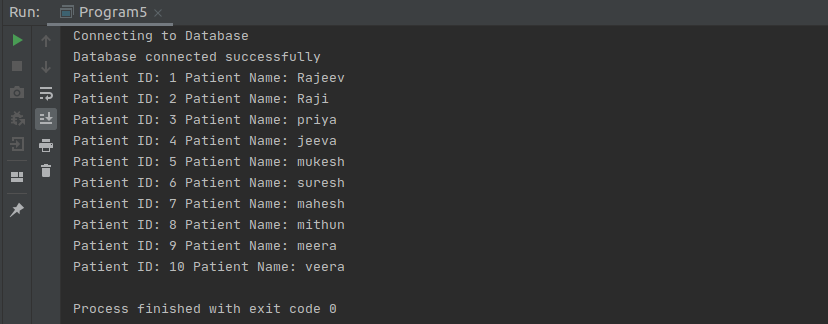 Run: Program5
Connecting to Database
Database connected successfully
Patient ID: 1 Patient Name: Rajeev
Patient ID: 2 Patient Name: Raji
Patient ID: 3 Patient Name: priya
Patient ID: 4 Patient Name: jeeva
Patient ID: 5 Patient Name: mukesh
Patient ID: 6 Patient Name: suresh
Patient ID: 7 Patient Name: mahesh
Patient ID: 8 Patient Name: mithun
Patient ID: 9 Patient Name: meera
Patient ID: 10 Patient Name: veera
Process finished with exit code 0